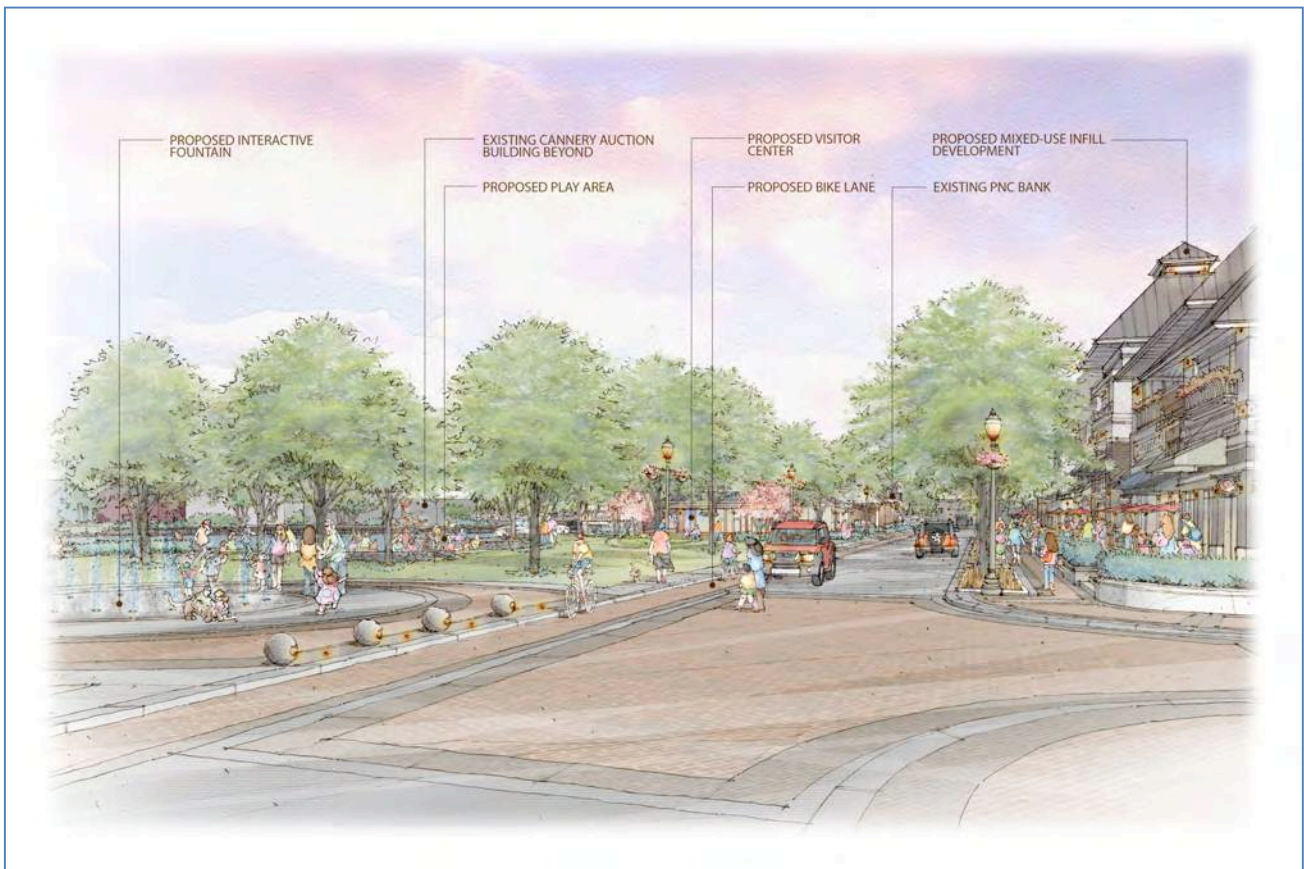 PROPOSED INTERACTIVE
FOUNTAIN
EXISTING CANNERY AUCTION
BUILDING BEYOND
PROPOSED VISITOR
CENTER
PROPOSED MIXED-USE INFILL
DEVELOPMENT
PROPOSED PLAY AREA
PROPOSED BIKE LANE
EXISTING PNC BANK